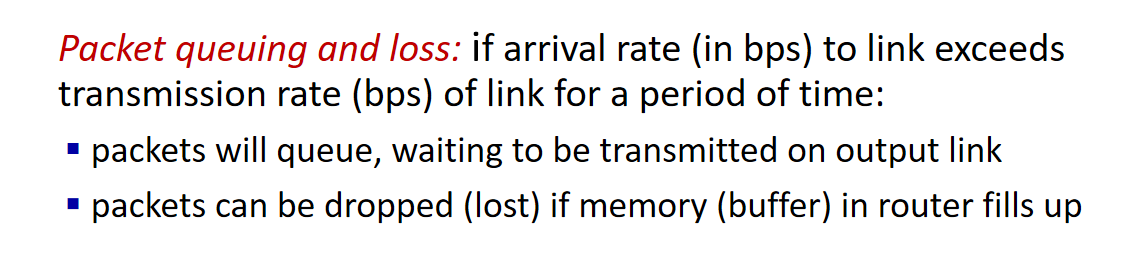 Packet queuing and loss: if arrival rate (in bps) to link exceeds
transmission rate (bps) of link for a period of time:
▪ packets will queue, waiting to be transmitted on output link
▪ packets can be dropped (lost) if memory (buffer) in router fills up